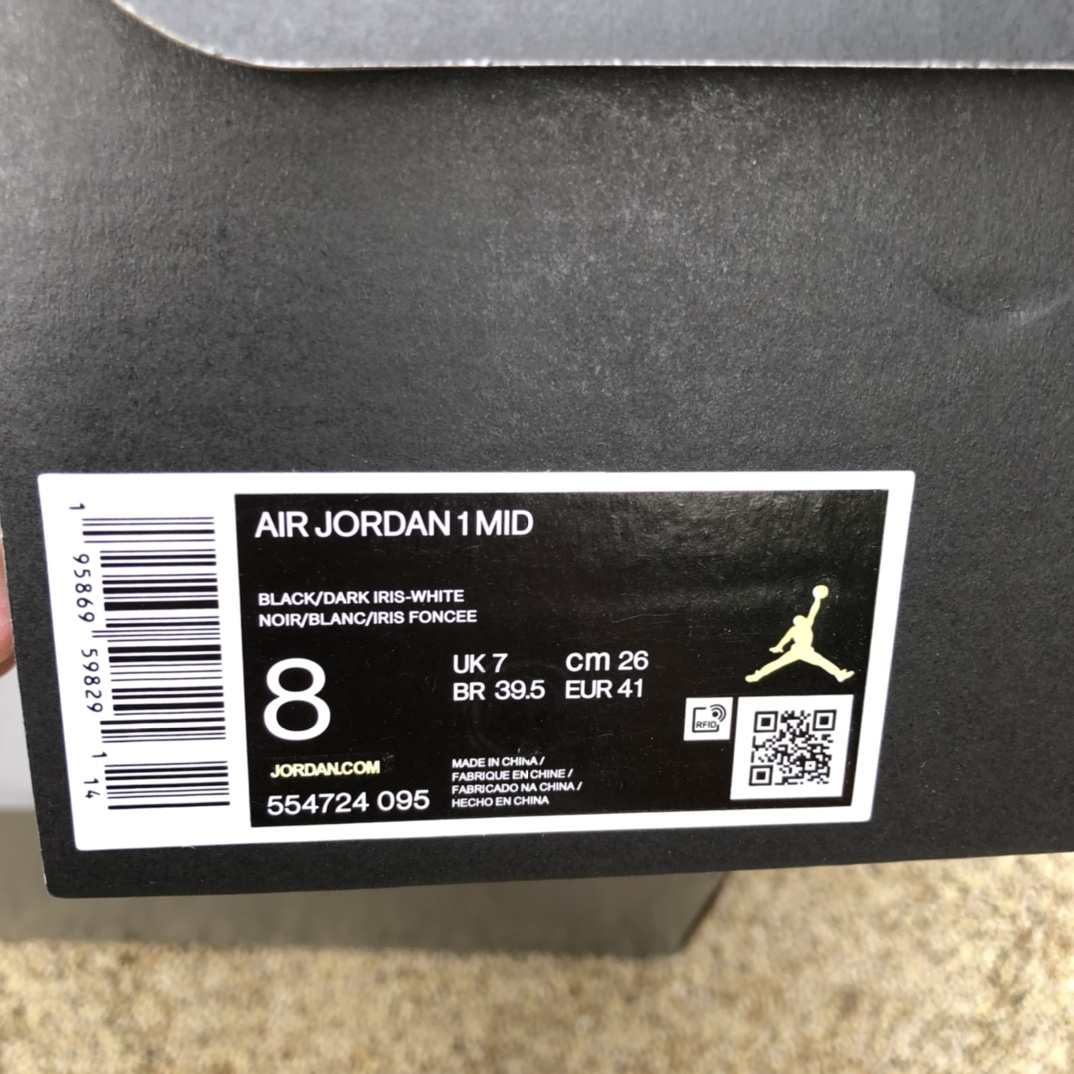 AIR JORDAN 1 MID
BLACK/DARK IRIS-WHITE
NOIR/BLANC/IRIS FONCEE
8
UK 7 cm 26
BR 39.5 EUR 41
RFID
JORDAN.COM
554724 095
MADE IN CHINA /
FABRIQUE EN CHINE /
FABRICADO NA CHINA /
HECHO EN CHINA
1 95869 59829 1 14